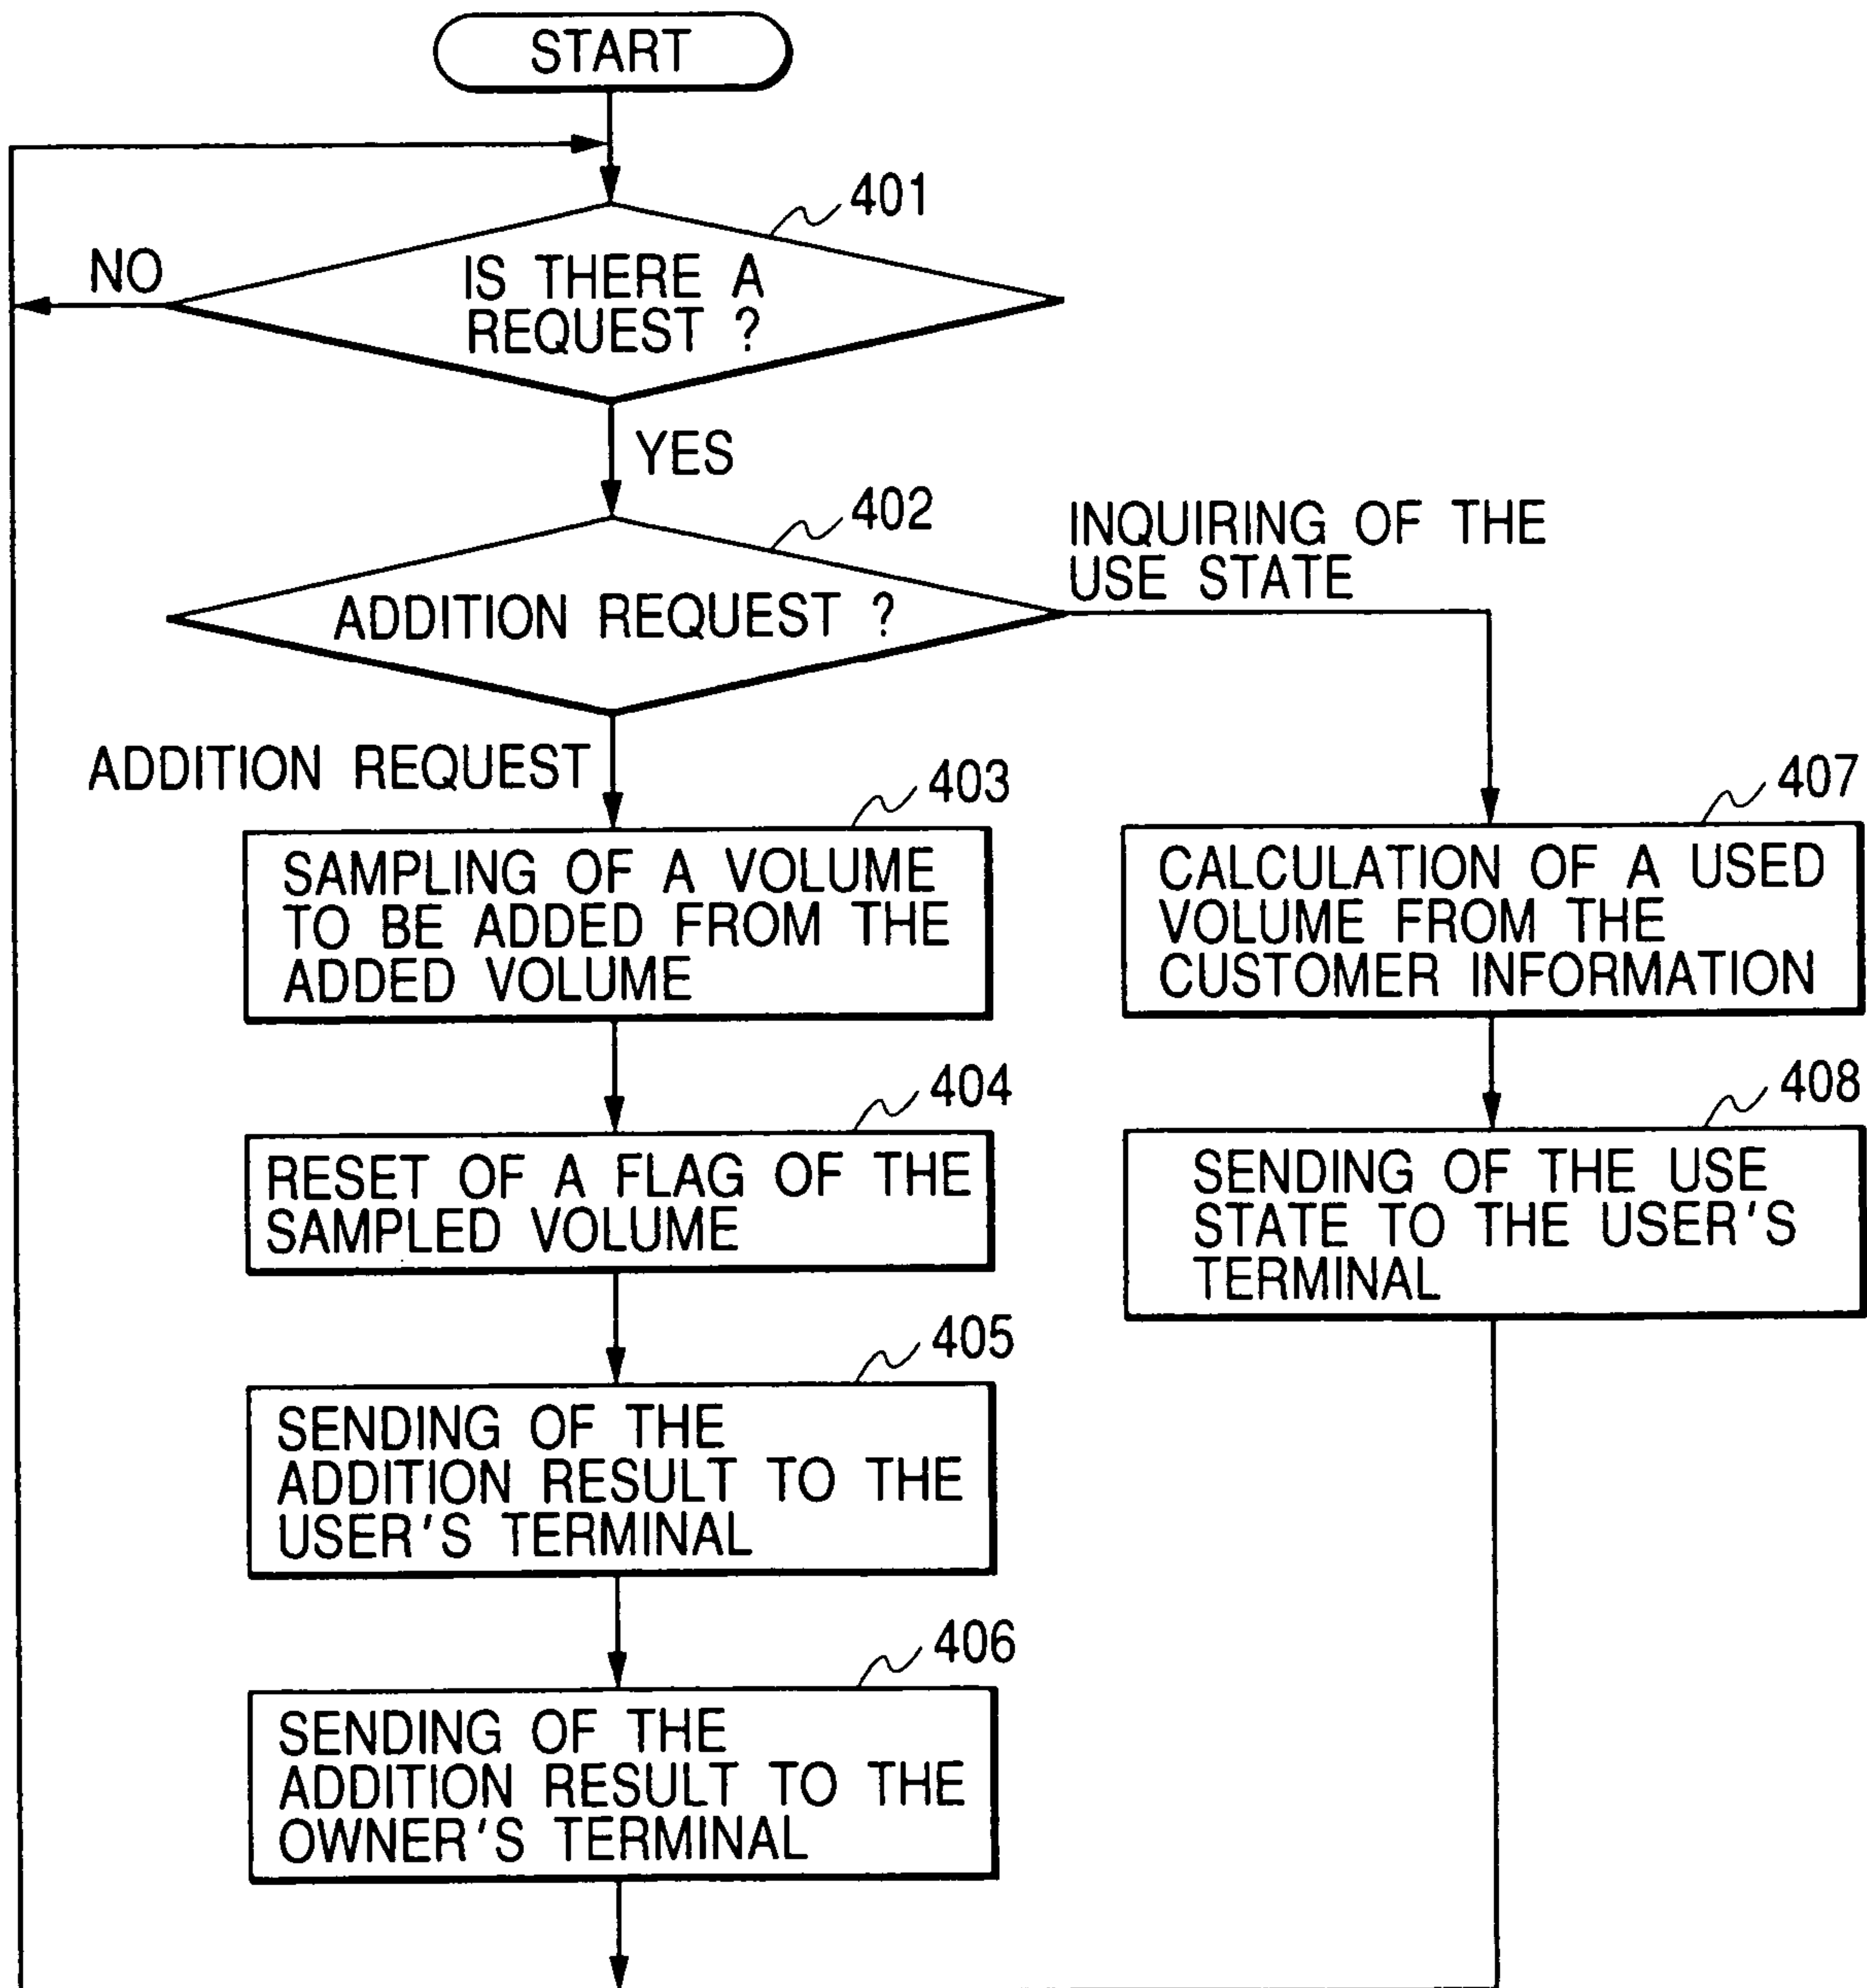 START
401
NO
IS THERE A
REQUEST ?
YES
402
INQUIRING OF THE
USE STATE
ADDITION REQUEST ?
ADDITION REQUEST
403
SAMPLING OF A VOLUME
TO BE ADDED FROM THE
ADDED VOLUME
407
CALCULATION OF A USED
VOLUME FROM THE
CUSTOMER INFORMATION
404
RESET OF A FLAG OF THE
SAMPLED VOLUME
408
SENDING OF THE USE
STATE TO THE USER'S
TERMINAL
405
SENDING OF THE
ADDITION RESULT TO THE
USER'S TERMINAL
406
SENDING OF THE
ADDITION RESULT TO THE
OWNER'S TERMINAL